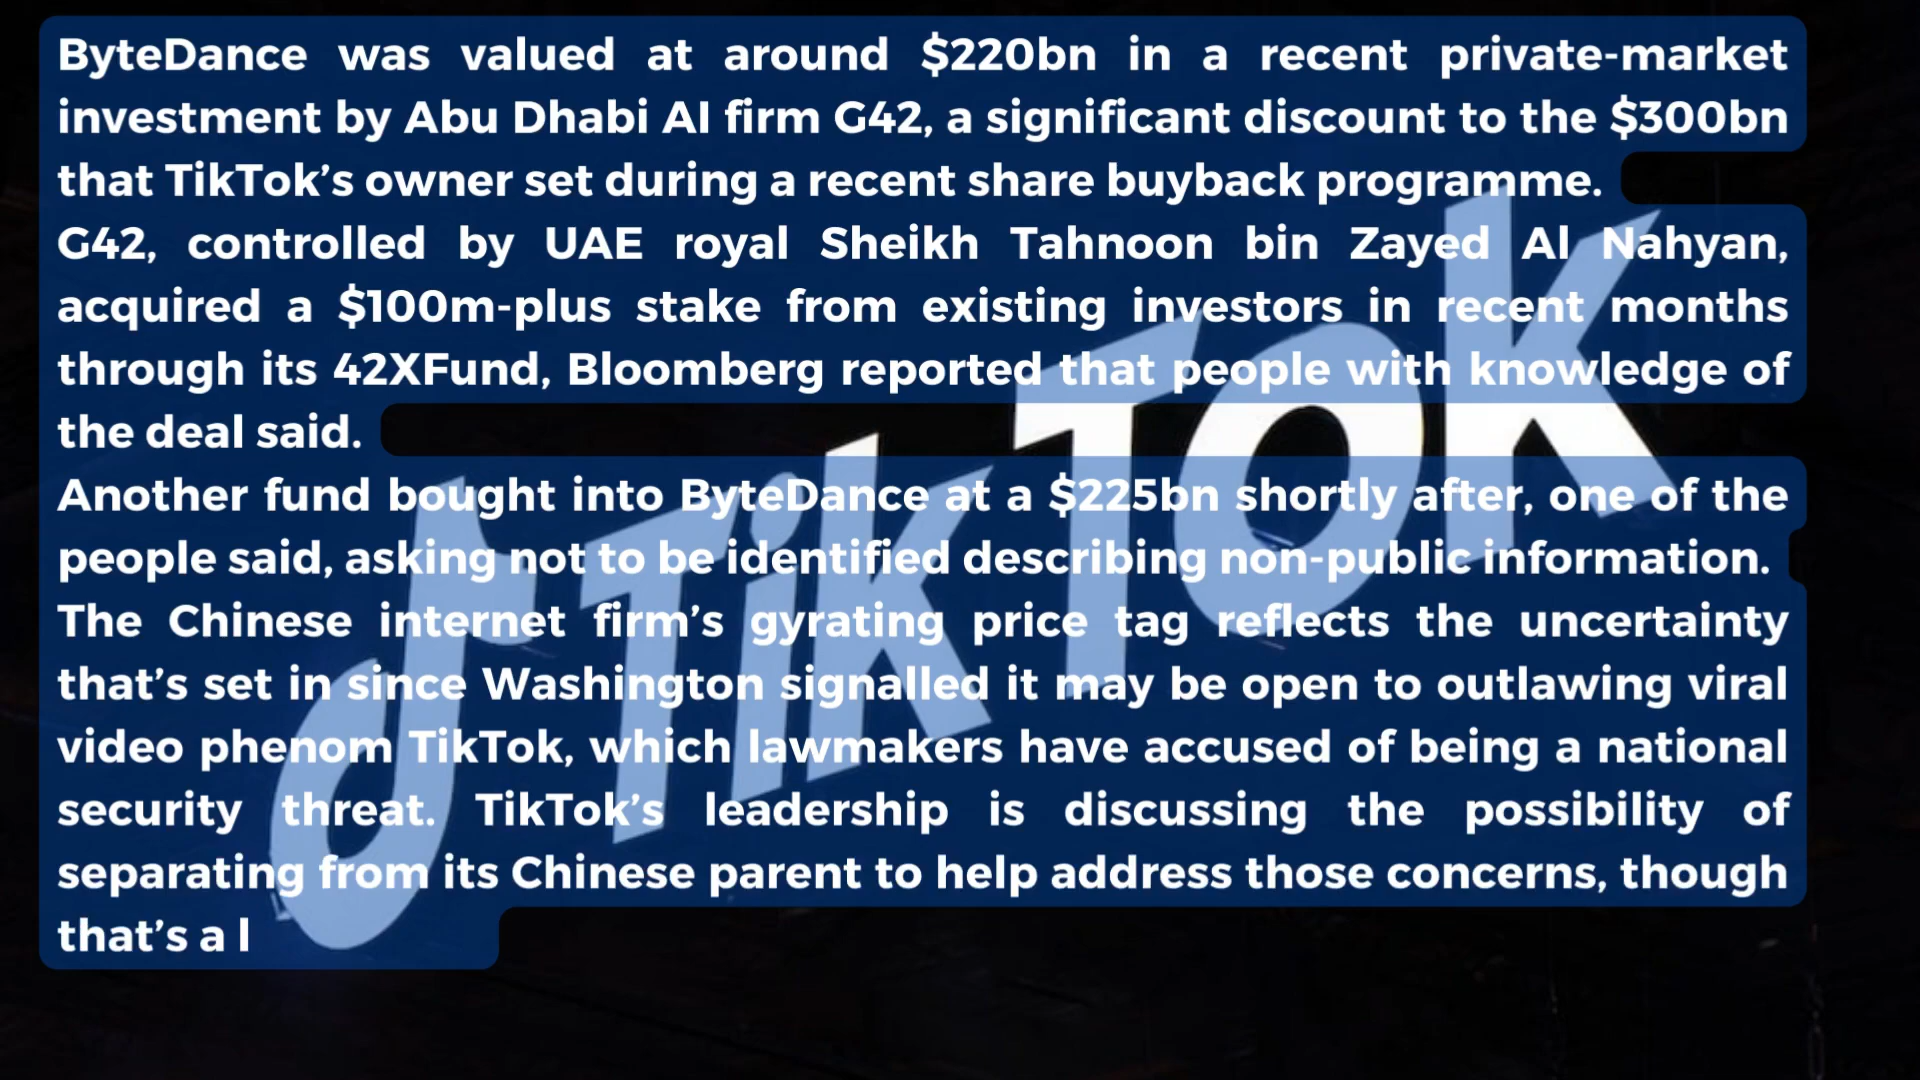 ByteDance was valued at around $220bn in a recent private-market
investment by Abu Dhabi AI firm G42, a significant discount to the $300bn
that TikTok’s owner set during a recent share buyback programme.
G42, controlled by UAE royal Sheikh Tahnoon bin Zayed Al Nahyan,
acquired a $100m-plus stake from existing investors in recent months
through its 42XFund, Bloomberg reported that people with knowledge of
the deal said.
Another fund bought into ByteDance at a $225bn shortly after, one of the
people said, asking not to be identified describing non-public information.
The Chinese internet firm’s gyrating price tag reflects the uncertainty
that’s set in since Washington signalled it may be open to outlawing viral
video phenom TikTok, which lawmakers have accused of being a national
security threat. TikTok’s leadership is discussing the possibility of
separating from its Chinese parent to help address those concerns, though
that’s a l
TikTok